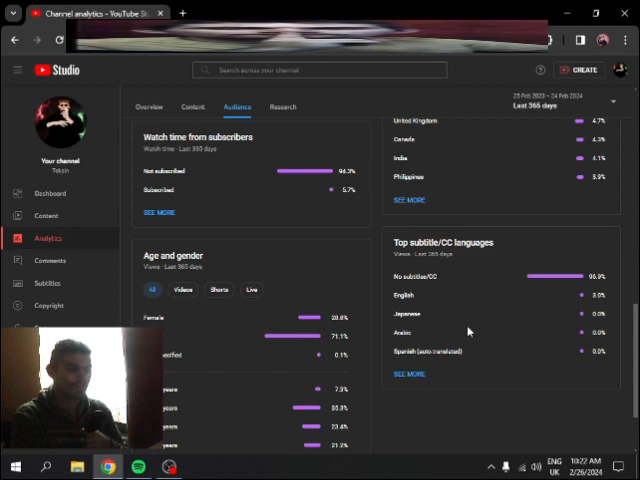 Channel analytics - YouTube St
Studio
Search across your channel
CREATE
Your channel
Tekain
Dashboard
Content
Analytics
Comments
Subtitles
Copyright
Overview
Content
Audience
Research
25 Feb 2023 – 24 Feb 2024
Last 365 days
Watch time from subscribers
Watch time · Last 365 days
Not subscribed 94.3%
Subscribed 5.7%
SEE MORE
United Kingdom 4.7%
Canada 4.3%
India 4.1%
Philippines 3.9%
SEE MORE
Age and gender
Views · Last 365 days
All
Videos
Shorts
Live
Female 28.8%
71.1%
0.1%
years 7.9%
years
years 23.4%
years 21.2%
Top subtitle/CC languages
Views · Last 365 days
No subtitle/CC 96.9%
English 3.0%
Japanese 0.0%
Arabic 0.0%
Spanish (auto-translated) 0.0%
SEE MORE
ENG
UK
10:22 AM
2/26/2024